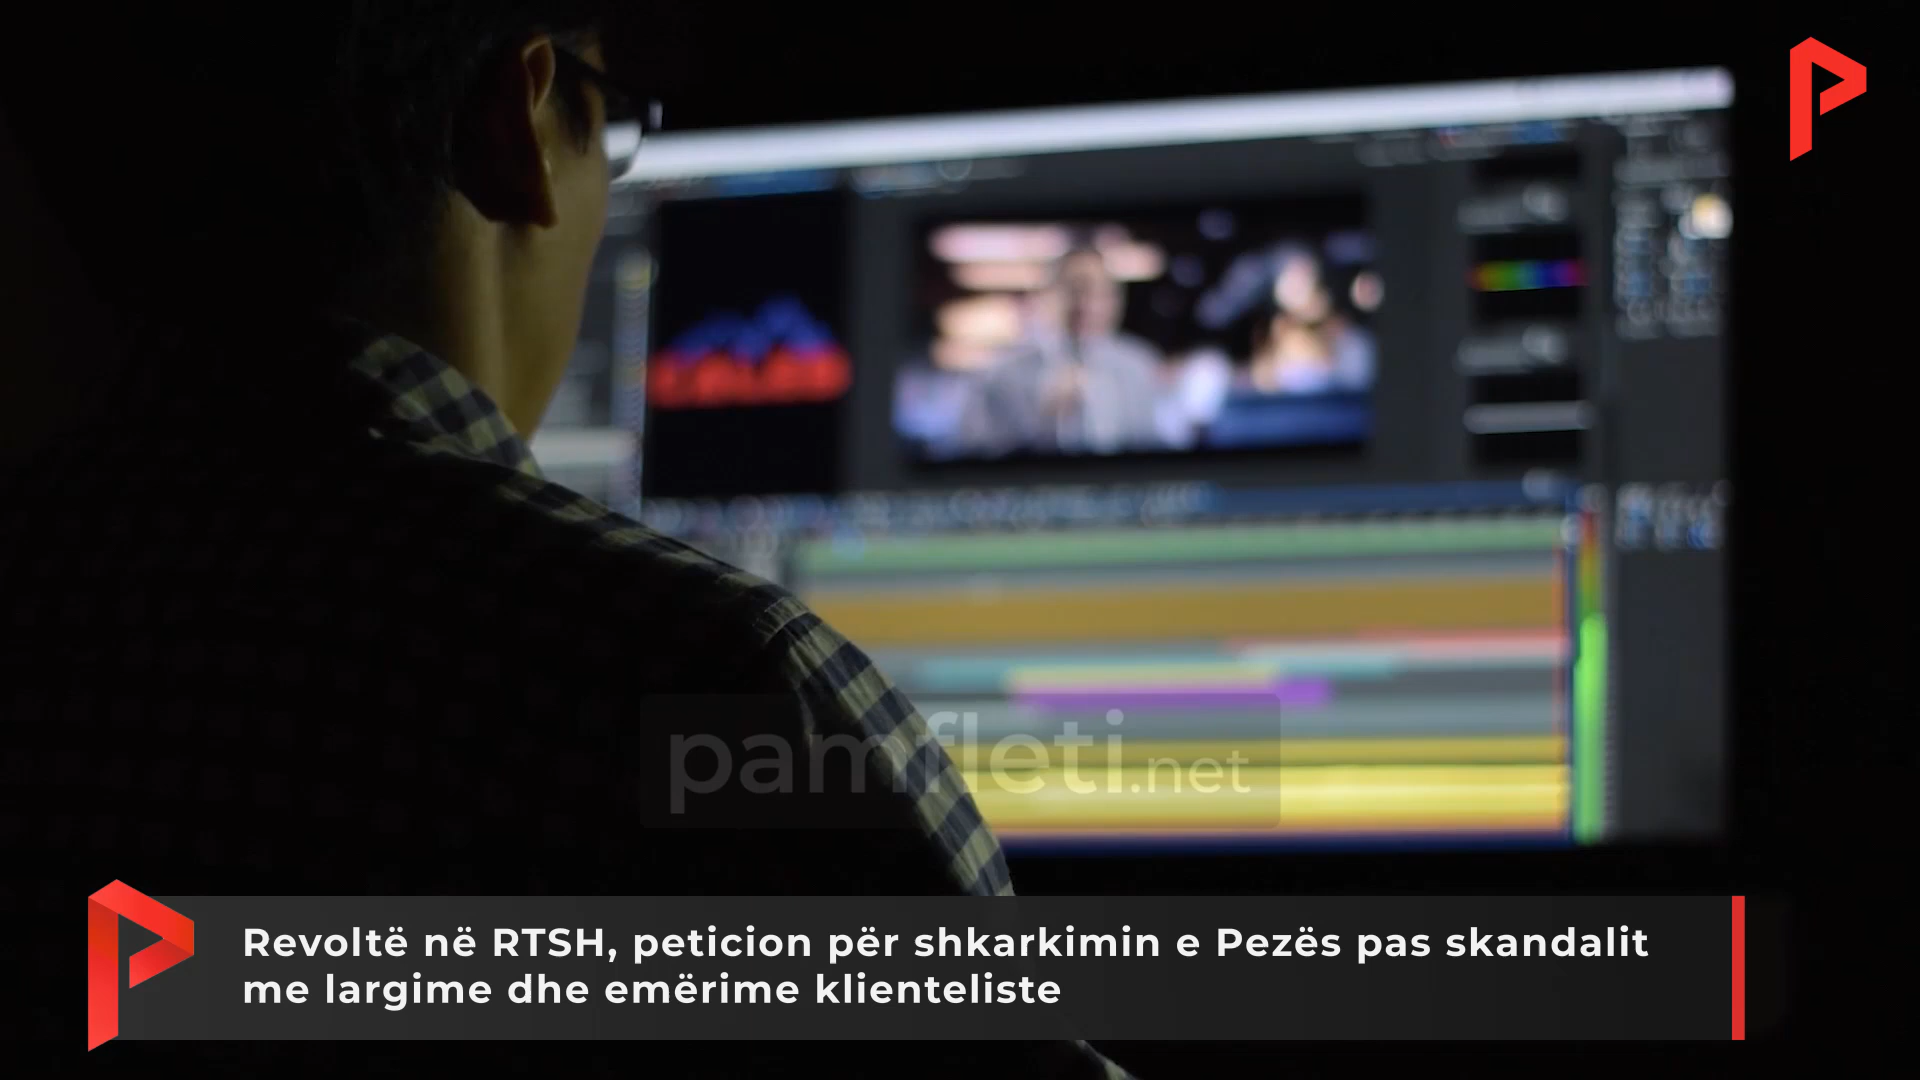 pamfleti.net
Revoltë në RTSH, peticion për shkarkimin e Pezës pas skandalit
me largime dhe emërime klienteliste